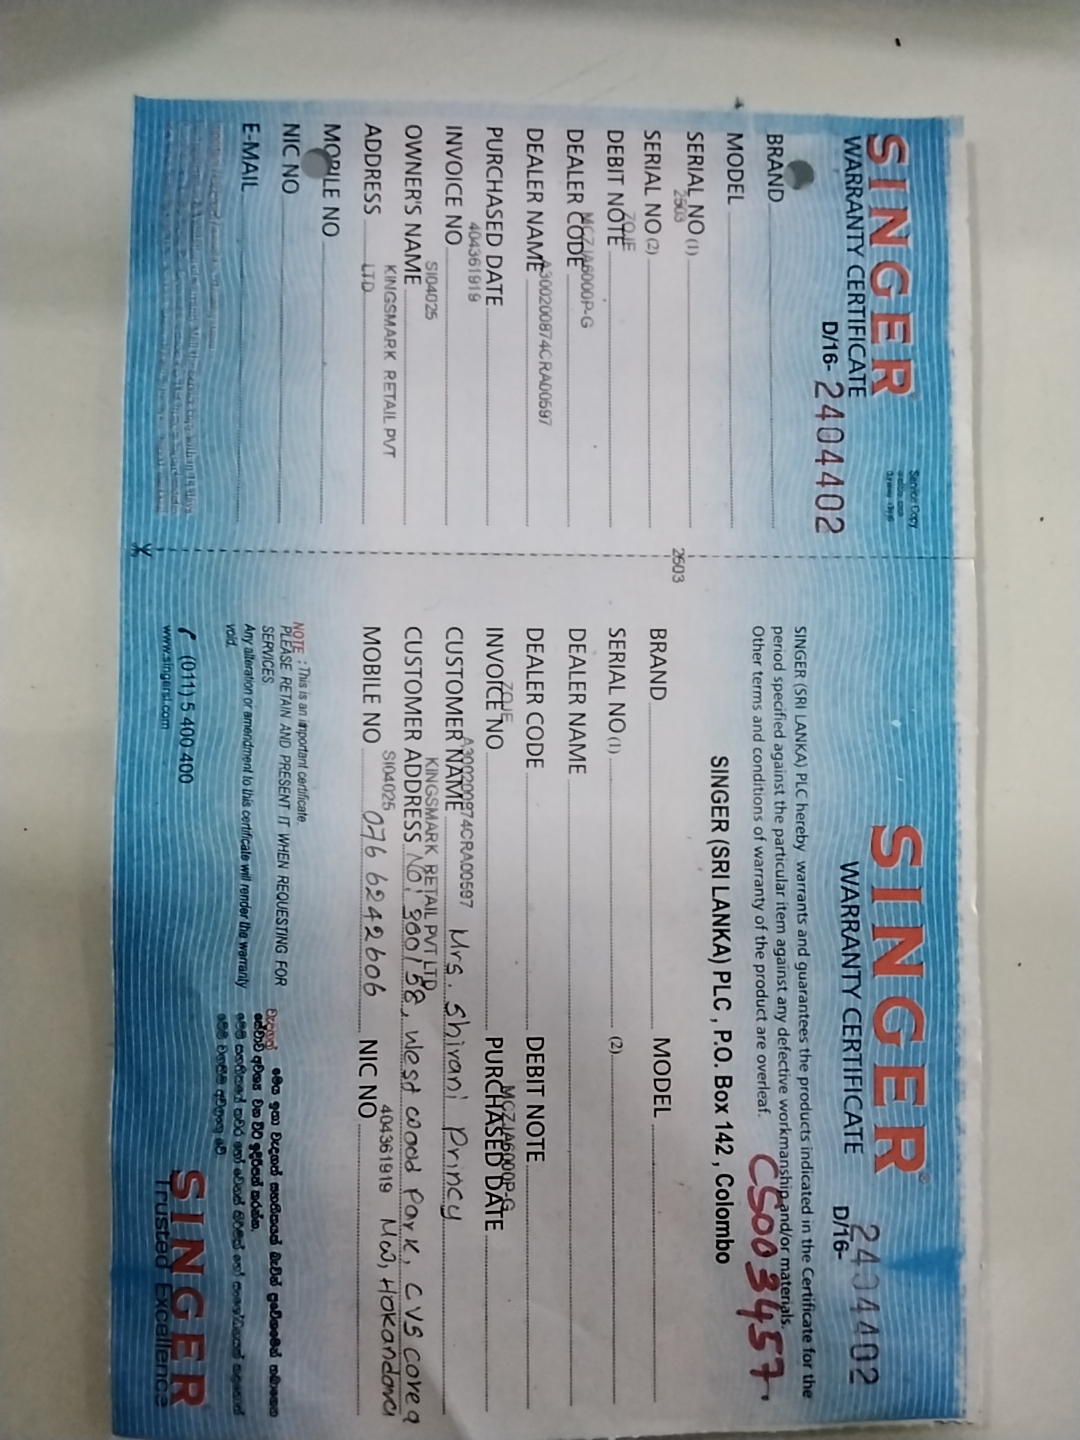 SINGER
WARRANTY CERTIFICATE
D/16- 2404402
Service Copy
BRAND
MODEL
SERIAL NO (1)
2503
SERIAL NO (2)
DEBIT NOTE
ZOJE
DEALER CODE
MCZJA6000P-G
DEALER NAME
A300200874CRA00597
PURCHASED DATE
INVOICE NO
404361919
OWNER'S NAME
SI04025
ADDRESS
KINGSMARK RETAIL PVT
LTD
MOBILE NO
NIC NO
E-MAIL
SINGER
WARRANTY CERTIFICATE
D/16- 2404402
SINGER (SRI LANKA) PLC hereby warrants and guarantees the products indicated in the Certificate for the
period specified against the particular item against any defective workmanship and/or materials.
Other terms and conditions of warranty of the product are overleaf.
CS003457.
SINGER (SRI LANKA) PLC , P.O. Box 142 , Colombo
2503
BRAND MODEL
SERIAL NO (1) (2)
DEALER NAME
DEALER CODE DEBIT NOTE
ZOJE MCZJA6000P-G
INVOICE NO PURCHASED DATE
A300200874CRA00597
CUSTOMER NAME Mrs. Shivani Princy
KINGSMARK RETAIL PVT LTD
CUSTOMER ADDRESS No: 880/58, West wood Park, CVS corea
SI04025 404361919 Mw, Hokandara
MOBILE NO 076 6242606 NIC NO
NOTE : This is an important certificate.
PLEASE RETAIN AND PRESENT IT WHEN REQUESTING FOR
SERVICES.
Any alteration or amendment to this certificate will render the warranty
void.
(011) 5 400 400
www.singersl.com
SINGER
Trusted Excellence